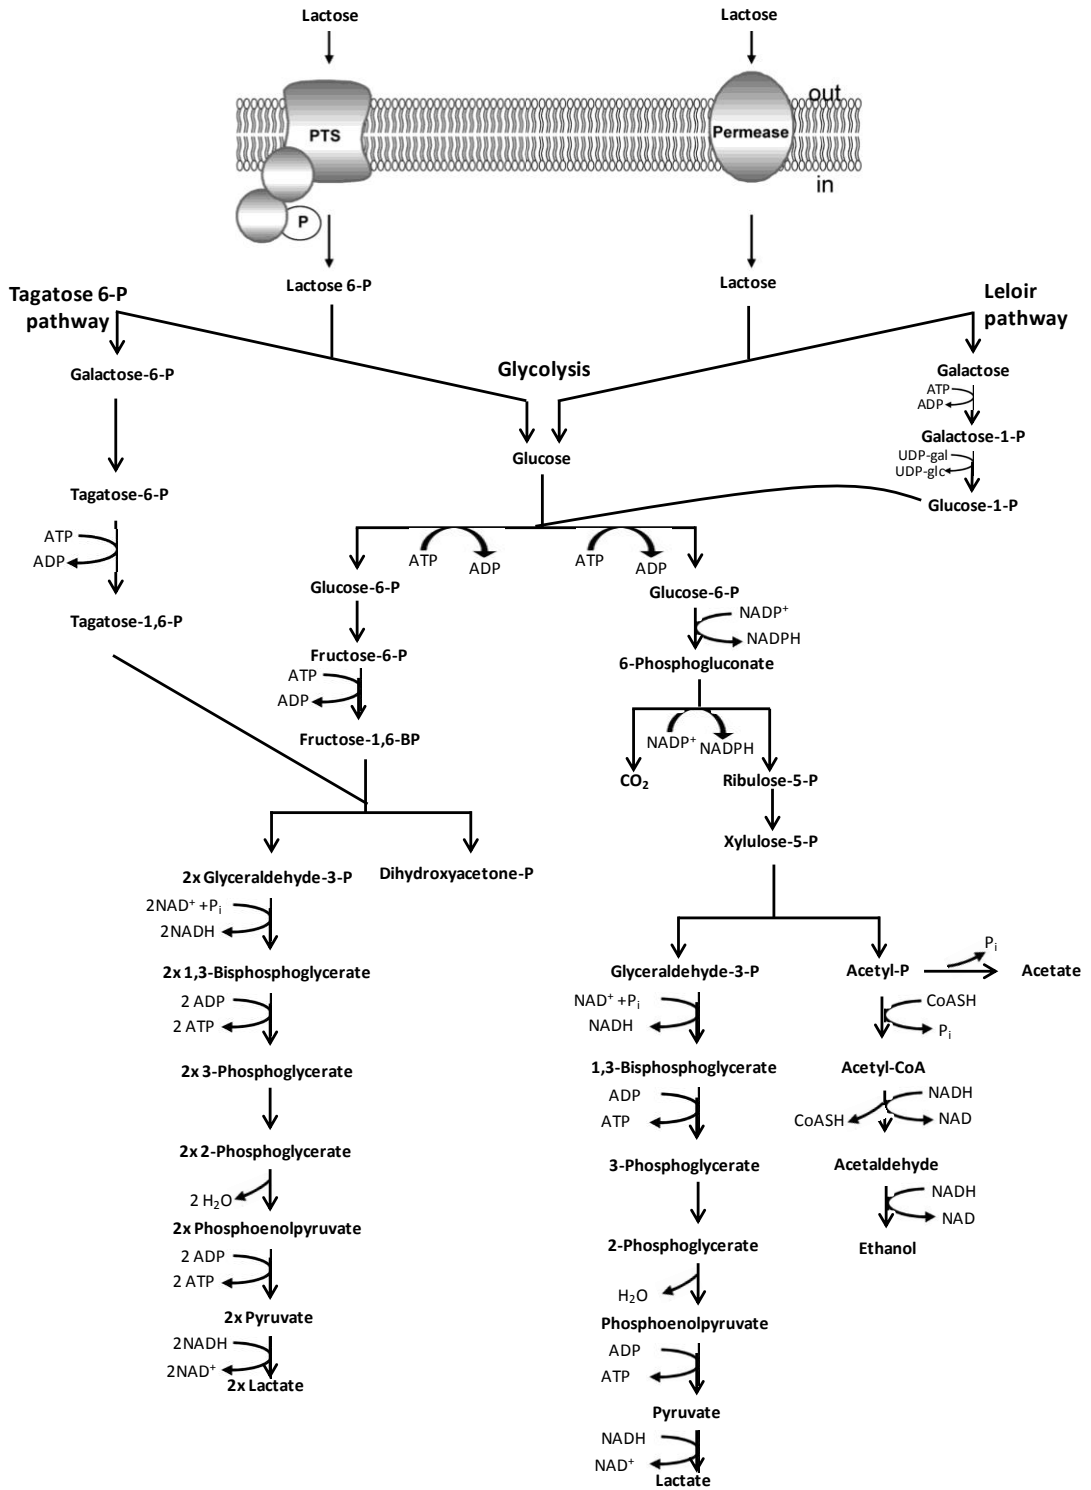 Lactose
Lactose
out
PTS
Permease
in
P
Lactose 6-P
Lactose
Tagatose 6-P
pathway
Leloir
pathway
Glycolysis
Galactose-6-P
Galactose
ATP
ADP
Galactose-1-P
UDP-gal
UDP-glc
Glucose
Glucose-1-P
Tagatose-6-P
ATP
ADP
ATP
ADP
ATP
ADP
Glucose-6-P
Glucose-6-P
Tagatose-1,6-P
NADP⁺
NADPH
Fructose-6-P
6-Phosphogluconate
ATP
ADP
Fructose-1,6-BP
NADP⁺
NADPH
CO₂
Ribulose-5-P
Xylulose-5-P
2x Glyceraldehyde-3-P
Dihydroxyacetone-P
2NAD⁺ +Pᵢ
2NADH
2x 1,3-Bisphosphoglycerate
2 ADP
2 ATP
2x 3-Phosphoglycerate
2x 2-Phosphoglycerate
2 H₂O
2x Phosphoenolpyruvate
2 ADP
2 ATP
2x Pyruvate
2NADH
2NAD⁺
2x Lactate
Glyceraldehyde-3-P
Acetyl-P
Pᵢ
Acetate
NAD⁺ +Pᵢ
NADH
CoASH
Pᵢ
1,3-Bisphosphoglycerate
Acetyl-CoA
ADP
ATP
NADH
CoASH
NAD
3-Phosphoglycerate
Acetaldehyde
NADH
NAD
2-Phosphoglycerate
Ethanol
H₂O
Phosphoenolpyruvate
ADP
ATP
Pyruvate
NADH
NAD⁺
Lactate